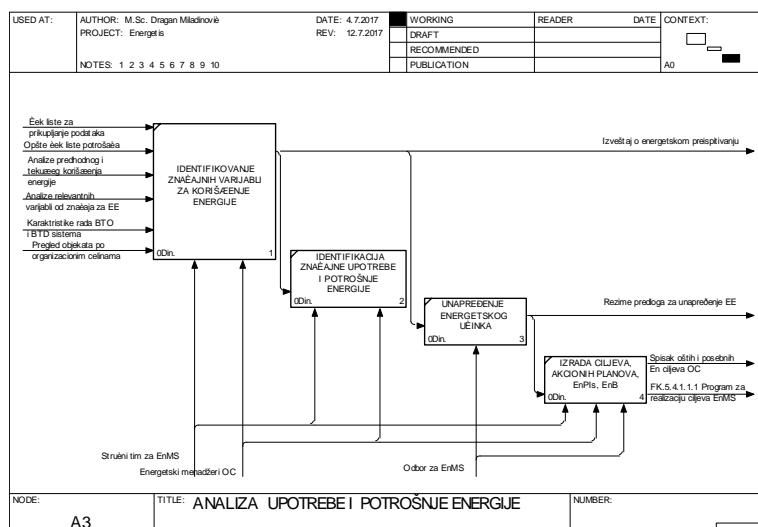 USED AT:
AUTHOR: M.Sc. Dragan Miladinoviè
DATE: 4.7.2017
WORKING
READER
DATE
CONTEXT:
PROJECT: Energetis
REV: 12.7.2017
DRAFT
RECOMMENDED
NOTES: 1 2 3 4 5 6 7 8 9 10
PUBLICATION
A0
Èek liste za
prikupljanje podataka
Opšte èek liste potrošaèa
Analize predhodnog i
tekuæeg korišæenja
energije
Analize relevantnih
varijabli od znaèaja za EE
Karaktristike rada BTO
i BTD sistema
Pregled objekata po
organizacionim celinama
IDENTIFIKOVANJE
ZNAÈAJNIH VARIJABLI
ZA KORIŠÆENJE
ENERGIJE
0Din.
1
Izveštaj o energetskom preispitivanju
IDENTIFIKACIJA
ZNAÈAJNE UPOTREBE
I POTROŠNJE
ENERGIJE
0Din.
2
UNAPREÐENJE
ENERGETSKOG
UÈINKA
0Din.
3
Rezime predloga za unapreðenje EE
IZRADA CILJEVA,
AKCIONIH PLANOVA,
EnPIs, EnB
0Din.
4
Spisak oštih i posebnih
En ciljeva OC
FK.5.4.1.1.1 Program za
realizaciju ciljeva EnMS
Struèni tim za EnMS
Energetski menadžeri OC
Odbor za EnMS
NODE:
A3
TITLE: ANALIZA UPOTREBE I POTROŠNJE ENERGIJE
NUMBER: